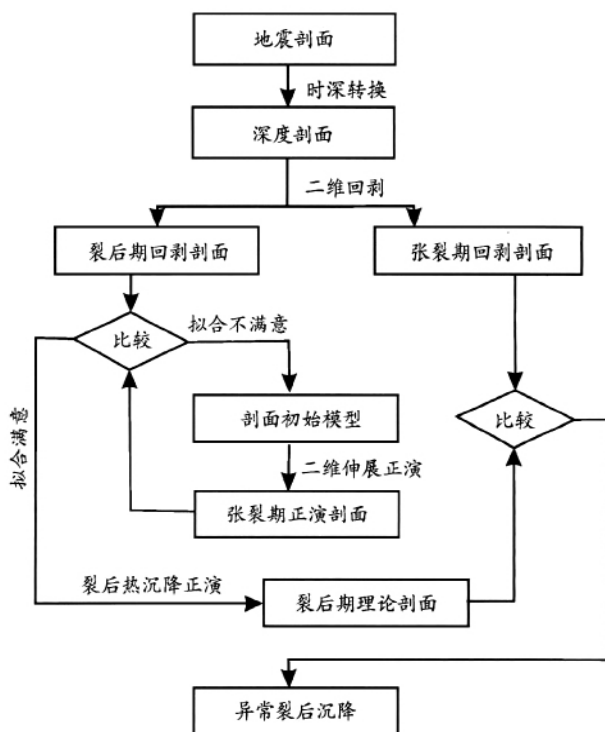 地震剖面
时深转换
深度剖面
二维回剥
裂后期回剥剖面
张裂期回剥剖面
比较
拟合不满意
剖面初始模型
比较
拟合满意
二维伸展正演
张裂期正演剖面
裂后热沉降正演
裂后期理论剖面
异常裂后沉降